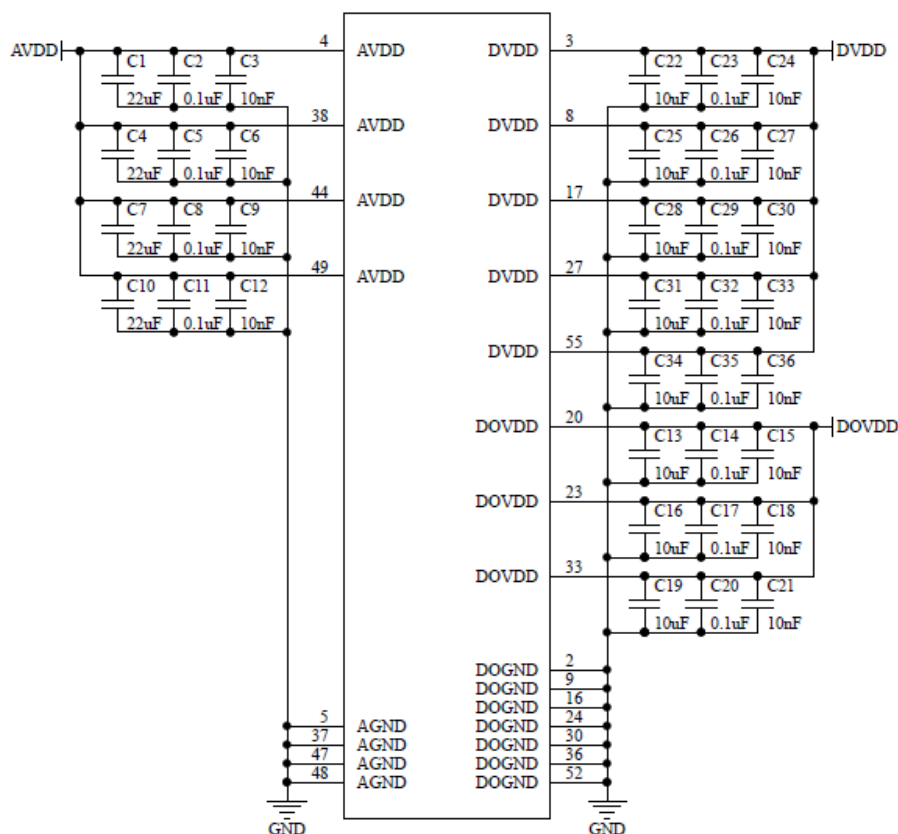 AVDD 4 AVDD DVDD 3 DVDD
C1 C2 C3 C22 C23 C24
22uF 0.1uF 10nF 10uF 0.1uF 10nF
38 AVDD DVDD 8
C4 C5 C6 C25 C26 C27
22uF 0.1uF 10nF 10uF 0.1uF 10nF
44 AVDD DVDD 17
C7 C8 C9 C28 C29 C30
22uF 0.1uF 10nF 10uF 0.1uF 10nF
49 AVDD DVDD 27
C10 C11 C12 C31 C32 C33
22uF 0.1uF 10nF 10uF 0.1uF 10nF
DVDD 55
C34 C35 C36
10uF 0.1uF 10nF
DOVDD 20 DOVDD
C13 C14 C15
10uF 0.1uF 10nF
DOVDD 23
C16 C17 C18
10uF 0.1uF 10nF
DOVDD 33
C19 C20 C21
10uF 0.1uF 10nF
DOGND 2
DOGND 9
DOGND 16
5 AGND DOGND 24
37 AGND DOGND 30
47 AGND DOGND 36
48 AGND DOGND 52
GND GND